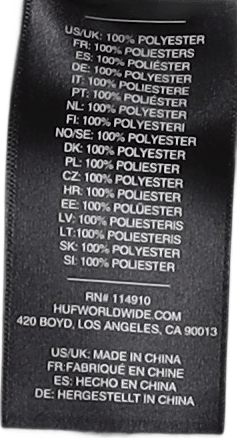 US/UK: 100% POLYESTER
FR: 100% POLIESTERS
ES: 100% POLIÉSTER
DE: 100% POLYESTER
IT: 100% POLIESTERE
PT: 100% POLIÉSTER
NL: 100% POLYESTER
FI: 100% POLYESTERI
NO/SE: 100% POLYESTER
DK: 100% POLYESTER
PL: 100% POLYESTER
CZ: 100% POLYESTER
HR: 100% POLYESTER
EE: 100% POLÜESTER
LV: 100% POLIESTERIS
LT:100% POLIESTERIS
SK: 100% POLYESTER
SI: 100% POLIESTER
RN# 114910
HUFWORLDWIDE.COM
420 BOYD, LOS ANGELES, CA 90013
US/UK: MADE IN CHINA
FR:FABRIQUÉ EN CHINE
ES: HECHO EN CHINA
DE: HERGESTELLT IN CHINA